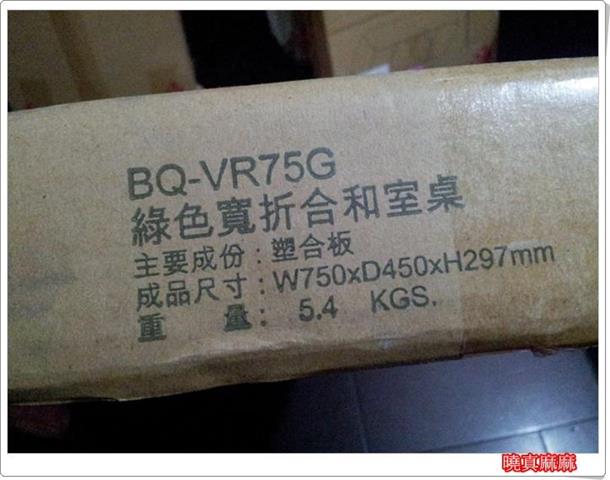 BQ-VR75G
綠色寬折合和室桌
主要成份:塑合板
成品尺寸:W750xD450xH297mm
重 量: 5.4 KGS.
曉真麻麻